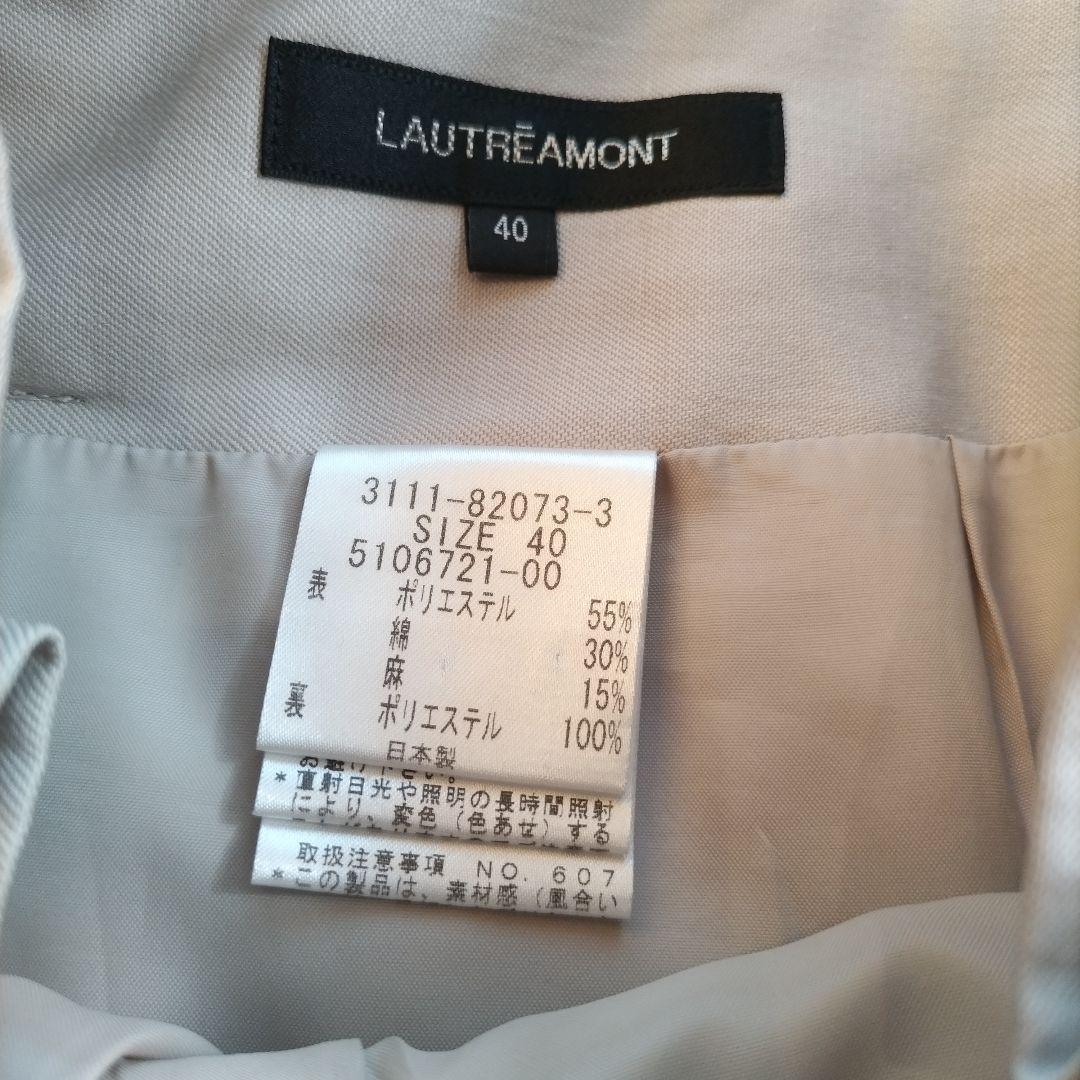 LAUTRĒAMONT
40
3111-82073-3
SIZE 40
5106721-00
表 ポリエステル 55%
綿 30%
麻 15%
裏 ポリエステル 100%
日本製
*直射日光や照明の長時間照射
により、変色(色あせ)する
取扱注意事項 NO. 607
*この製品は、素材感(風合い